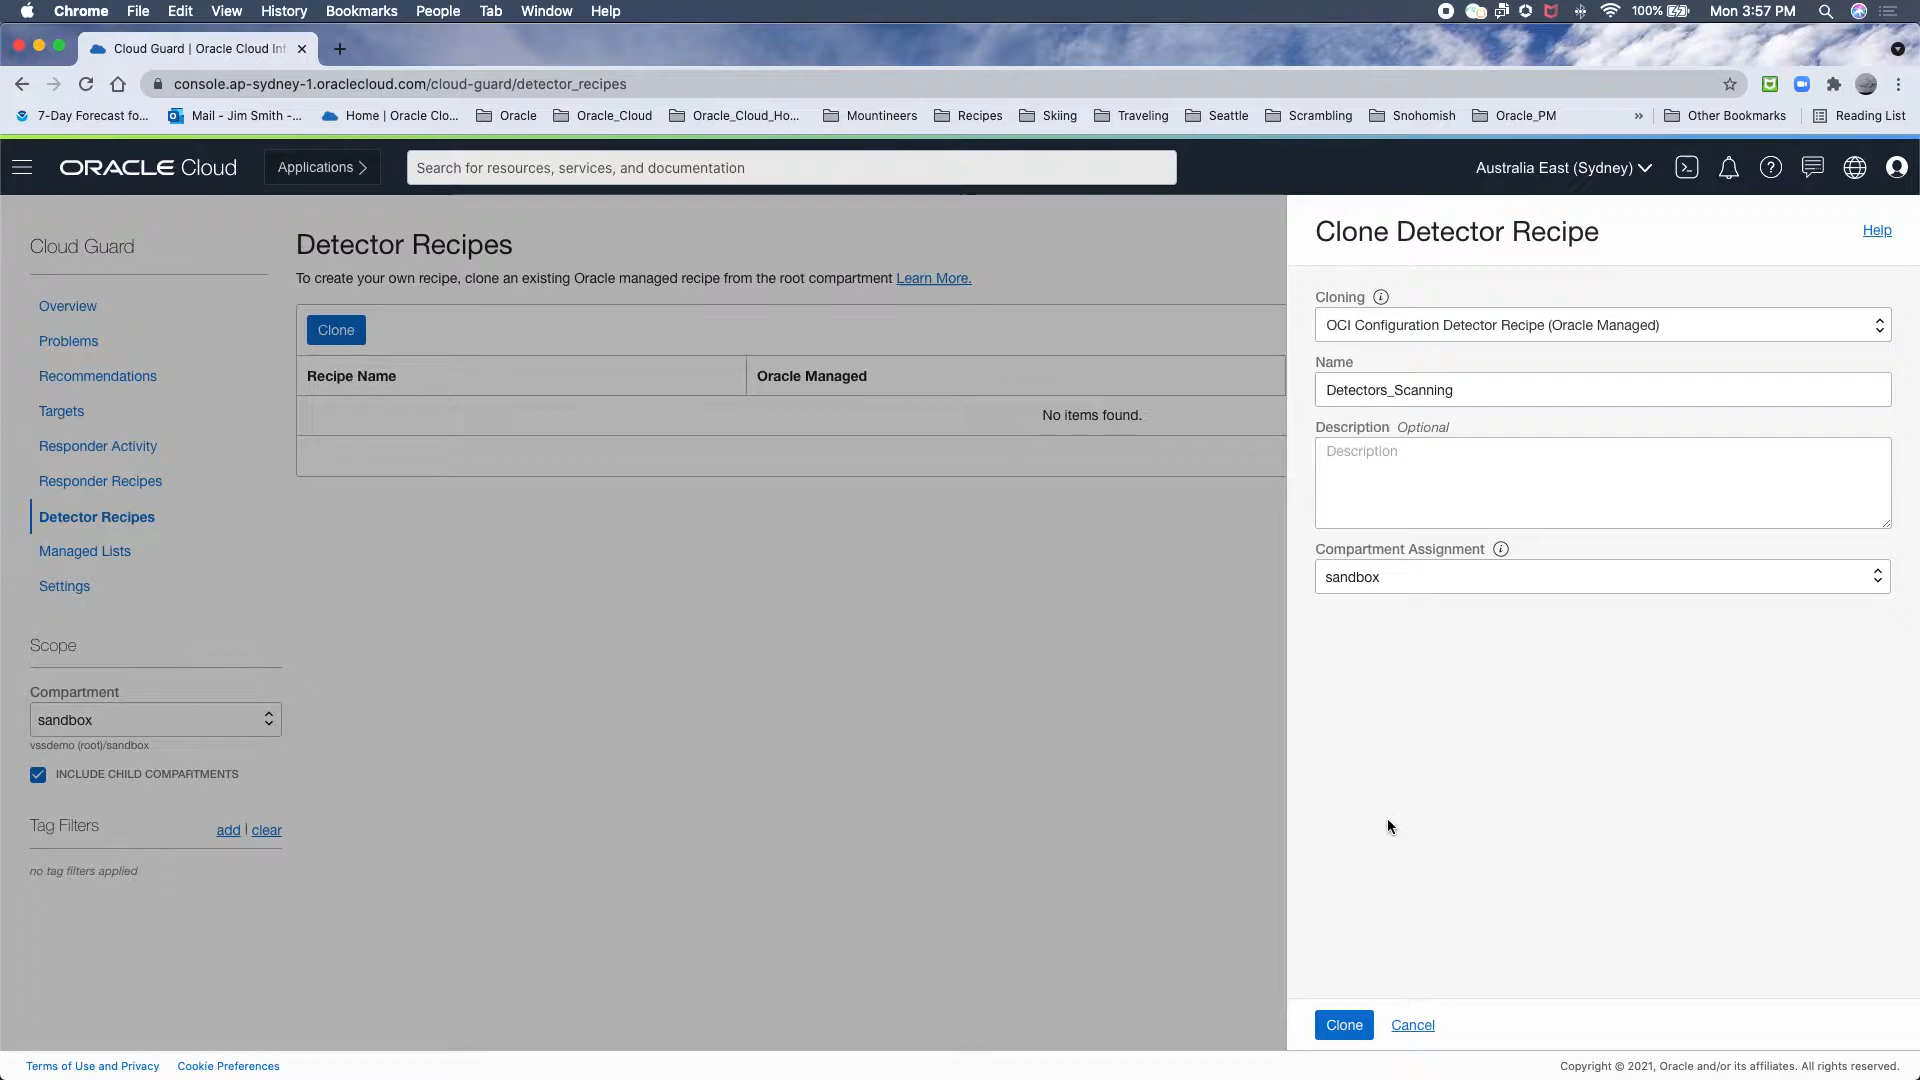 Chrome File Edit View History Bookmarks People Tab Window Help 100% Mon 3:57 PM
Cloud Guard | Oracle Cloud Inf
console.ap-sydney-1.oraclecloud.com/cloud-guard/detector_recipes
7-Day Forecast fo... Mail - Jim Smith -... Home | Oracle Clo... Oracle Oracle_Cloud Oracle_Cloud_Ho... Mountineers Recipes Skiing Traveling Seattle Scrambling Snohomish Oracle_PM » Other Bookmarks Reading List
ORACLE Cloud Applications Search for resources, services, and documentation Australia East (Sydney)
Cloud Guard
Overview
Problems
Recommendations
Targets
Responder Activity
Responder Recipes
Detector Recipes
Managed Lists
Settings
Scope
Compartment
sandbox
vssdemo (root)/sandbox
INCLUDE CHILD COMPARTMENTS
Tag Filters add | clear
no tag filters applied
Detector Recipes
To create your own recipe, clone an existing Oracle managed recipe from the root compartment Learn More.
Clone
Recipe Name Oracle Managed
No items found.
Clone Detector Recipe Help
Cloning
OCI Configuration Detector Recipe (Oracle Managed)
Name
Detectors_Scanning
Description Optional
Description
Compartment Assignment
sandbox
Clone Cancel
Terms of Use and Privacy Cookie Preferences Copyright © 2021, Oracle and/or its affiliates. All rights reserved.